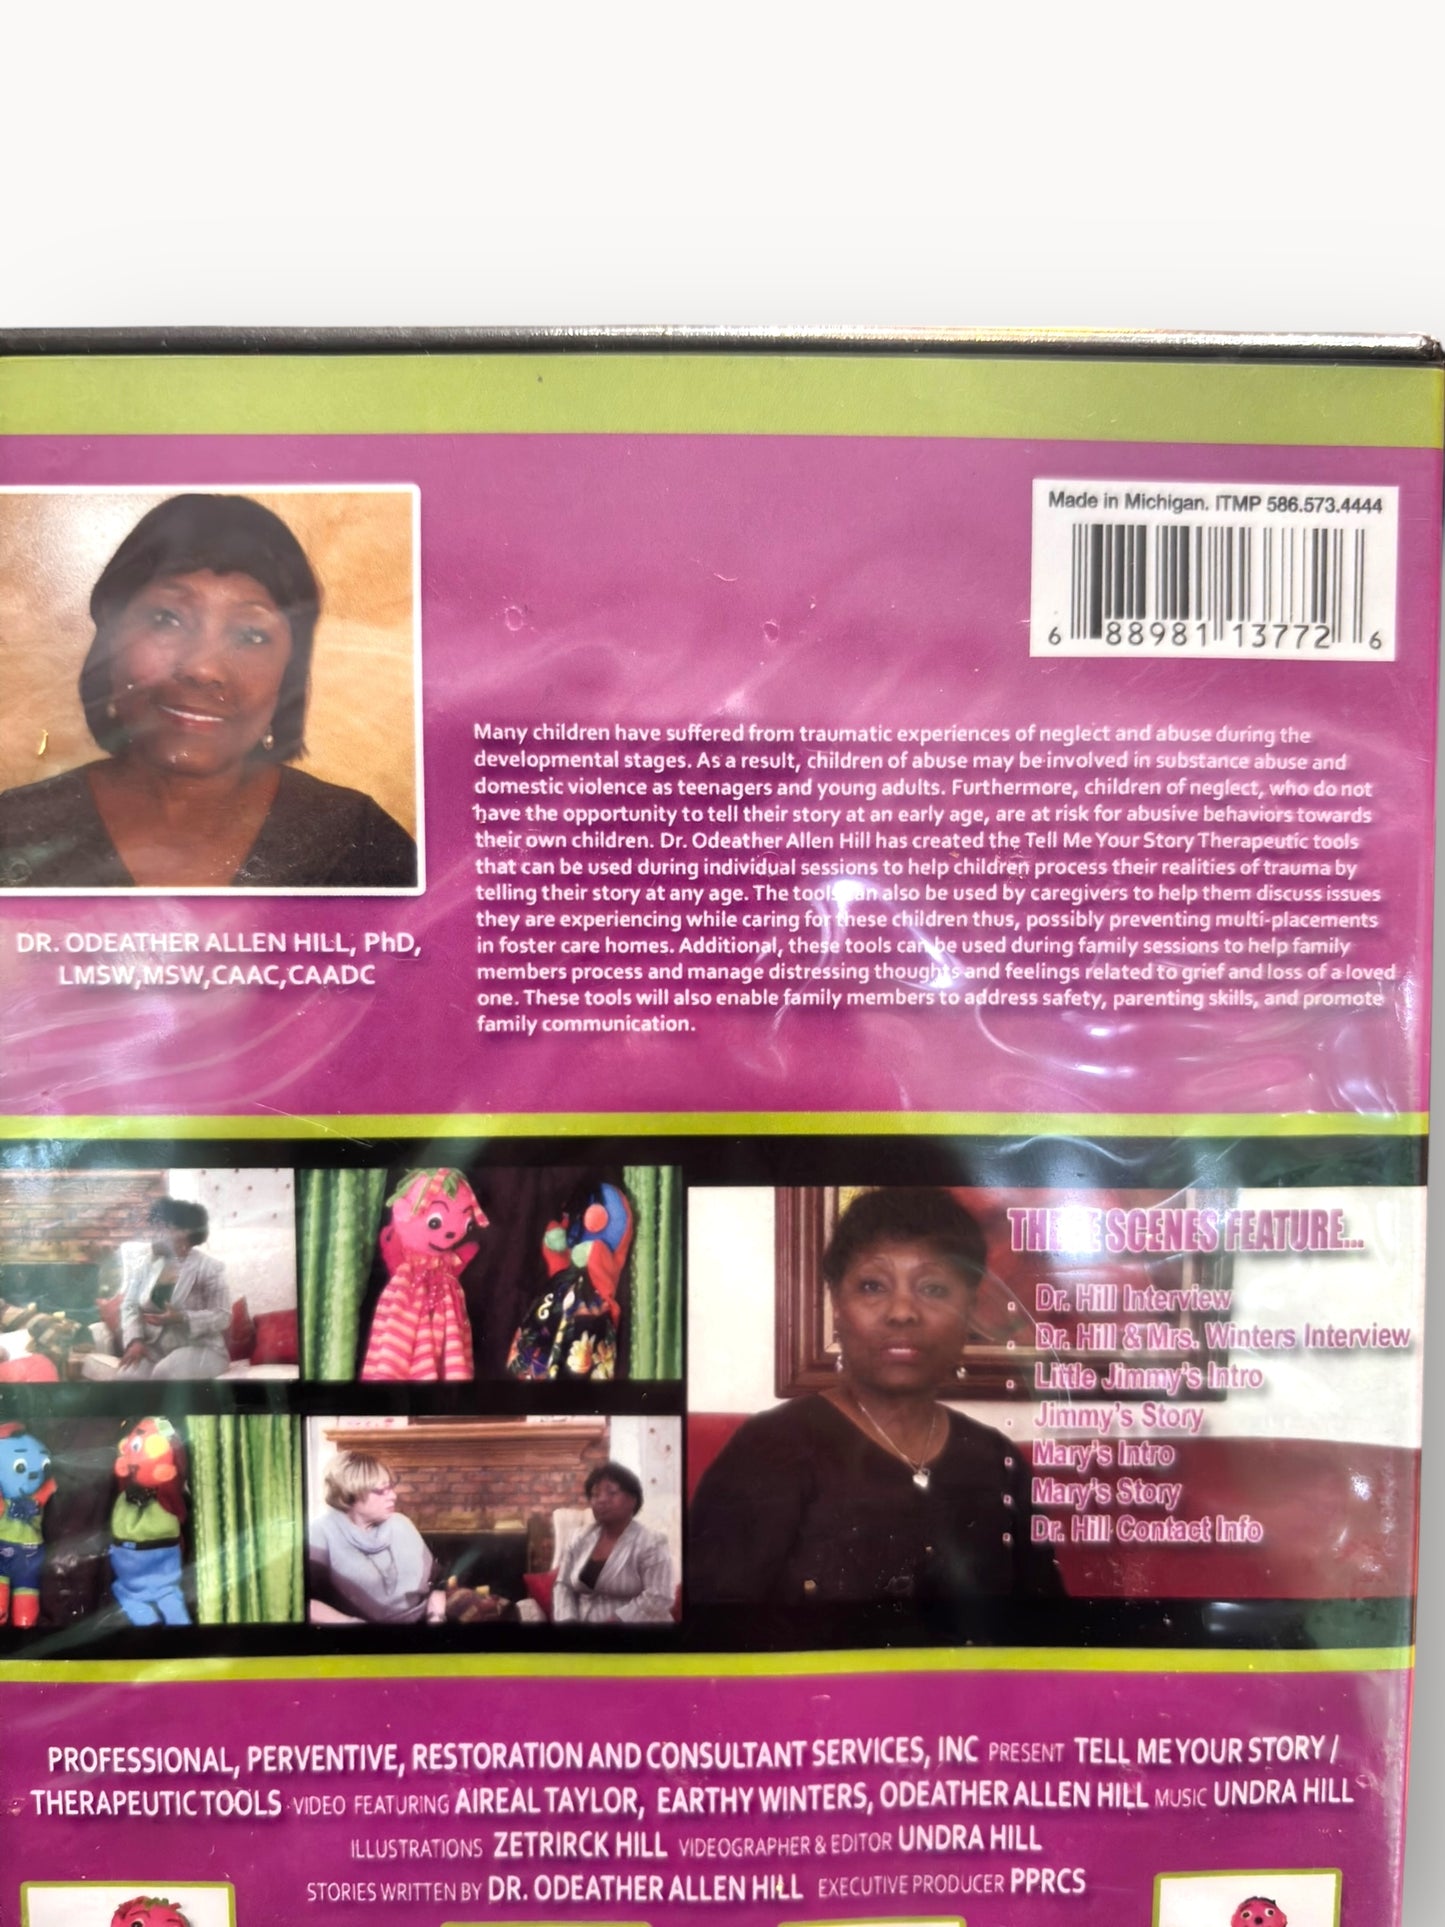 Made in Michigan. ITMP 586.573.4444
6 88981 13772 6
Many children have suffered from traumatic experiences of neglect and abuse during the
developmental stages. As a result, children of abuse may be involved in substance abuse and
domestic violence as teenagers and young adults. Furthermore, children of neglect, who do not
have the opportunity to tell their story at an early age, are at risk for abusive behaviors towards
their own children. Dr. Odeather Allen Hill has created the Tell Me Your Story Therapeutic tools
that can be used during individual sessions to help children process their realities of trauma by
telling their story at any age. The tools can also be used by caregivers to help them discuss issues
they are experiencing while caring for these children thus, possibly preventing multi-placements
in foster care homes. Additional, these tools can be used during family sessions to help family
members process and manage distressing thoughts and feelings related to grief and loss of a loved
one. These tools will also enable family members to address safety, parenting skills, and promote
family communication.
DR. ODEATHER ALLEN HILL, PhD,
LMSW,MSW,CAAC,CAADC
THESE SCENES FEATURE...
. Dr. Hill Interview
. Dr. Hill & Mrs. Winters Interview
. Little Jimmy's Intro
. Jimmy's Story
. Mary's Intro
. Mary's Story
. Dr. Hill Contact Info
PROFESSIONAL, PERVENTIVE, RESTORATION AND CONSULTANT SERVICES, INC PRESENT TELL ME YOUR STORY /
THERAPEUTIC TOOLS VIDEO FEATURING AIREAL TAYLOR, EARTHY WINTERS, ODEATHER ALLEN HILL MUSIC UNDRA HILL
ILLUSTRATIONS ZETRIRCK HILL VIDEOGRAPHER & EDITOR UNDRA HILL
STORIES WRITTEN BY DR. ODEATHER ALLEN HILL EXECUTIVE PRODUCER PPRCS